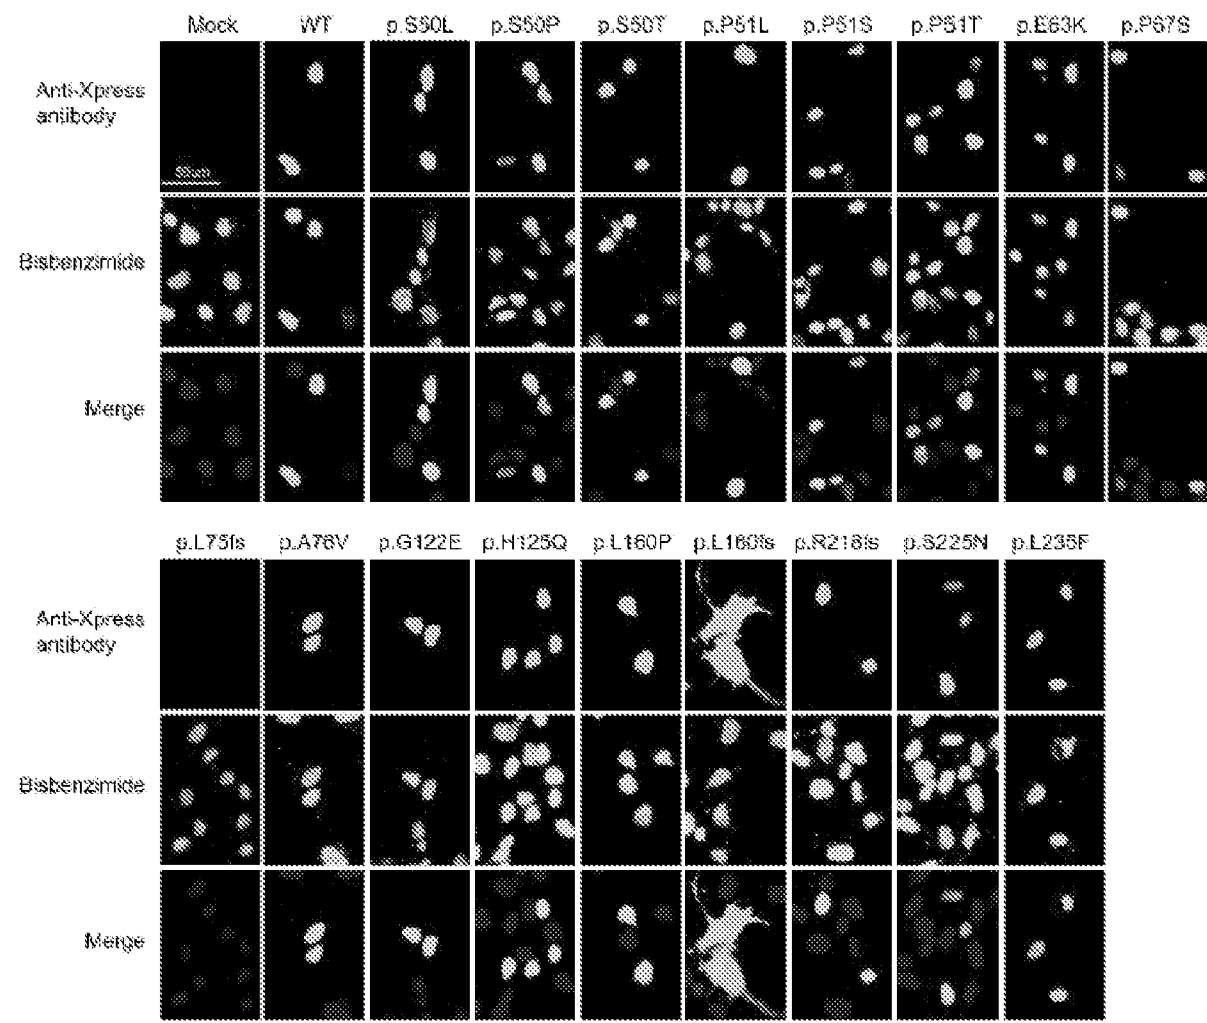 Mock WT p.S50L p.S50P p.S50T p.P51L p.P51S p.P51T p.E63K p.P67S
Anti-Xpress
antibody
50um
Bisbenzimide
Merge
p.L75fs p.A76V p.G122E p.H125Q p.L160P p.L160fs p.R218fs p.S225N p.L235F
Anti-Xpress
antibody
Bisbenzimide
Merge